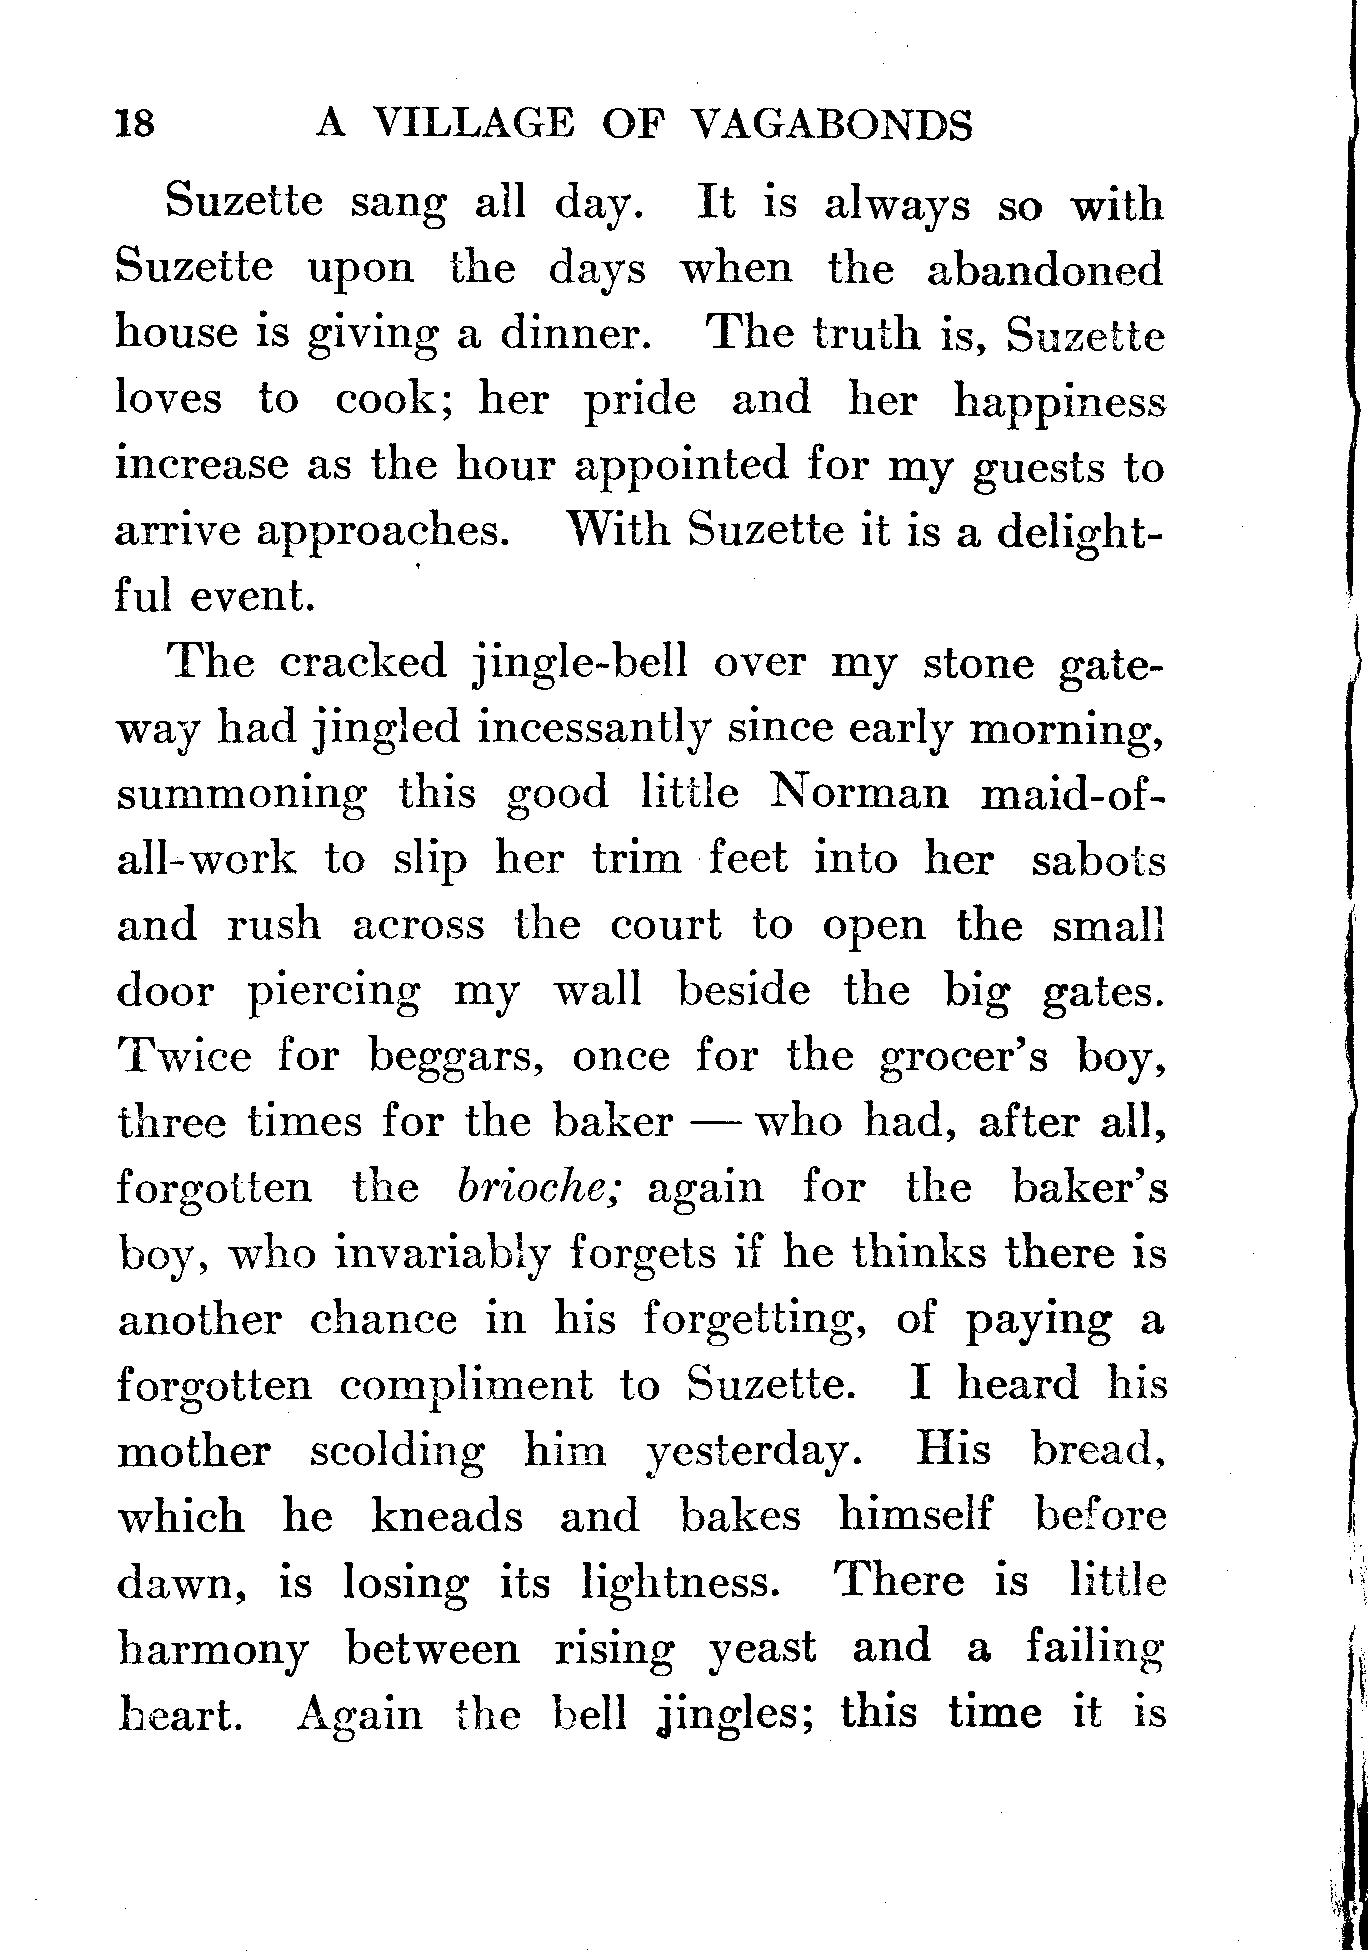 18 A VILLAGE OF VAGABONDS
Suzette sang all day. It is always so with
Suzette upon the days when the abandoned
house is giving a dinner. The truth is, Suzette
loves to cook; her pride and her happiness
increase as the hour appointed for my guests to
arrive approaches. With Suzette it is a delight-
ful event.
The cracked jingle-bell over my stone gate-
way had jingled incessantly since early morning,
summoning this good little Norman maid-of-
all-work to slip her trim feet into her sabots
and rush across the court to open the small
door piercing my wall beside the big gates.
Twice for beggars, once for the grocer's boy,
three times for the baker — who had, after all,
forgotten the brioche; again for the baker's
boy, who invariably forgets if he thinks there is
another chance in his forgetting, of paying a
forgotten compliment to Suzette. I heard his
mother scolding him yesterday. His bread,
which he kneads and bakes himself before
dawn, is losing its lightness. There is little
harmony between rising yeast and a failing
heart. Again the bell jingles; this time it is